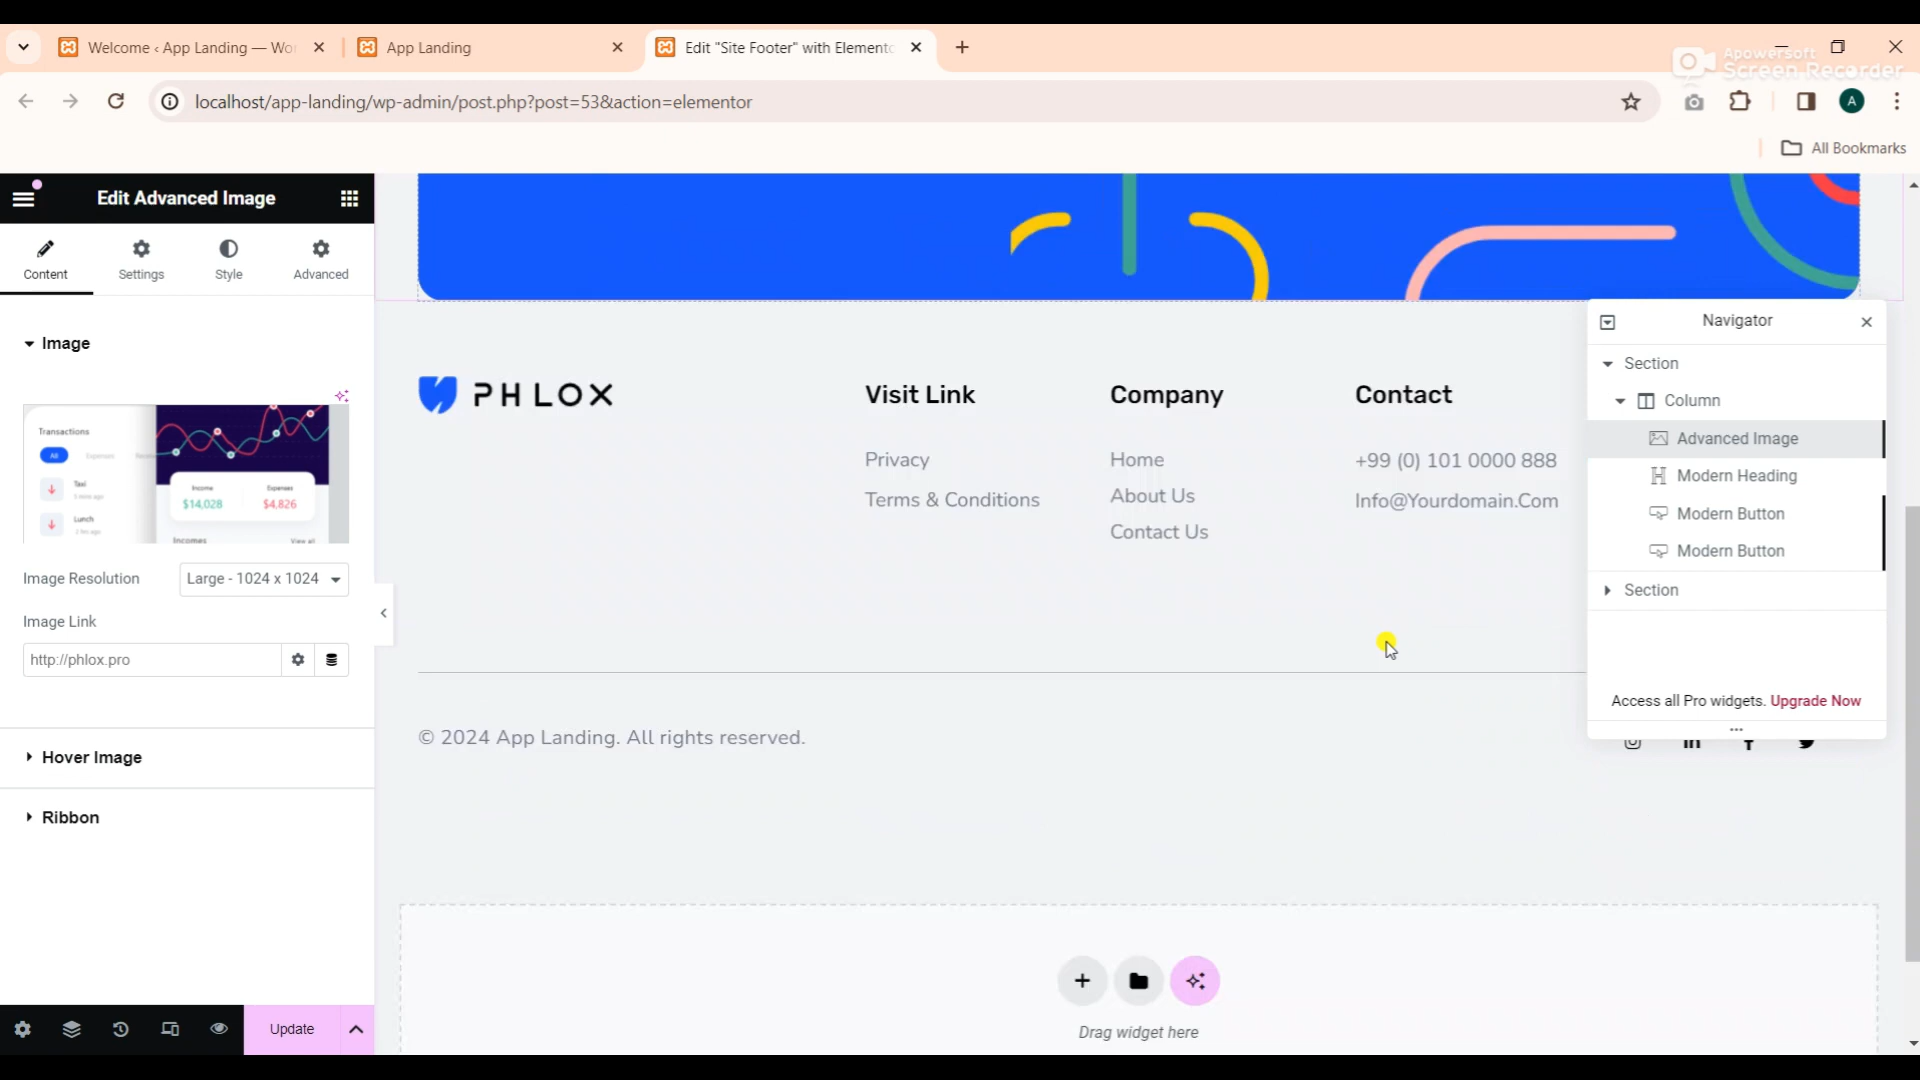 Welcome ‹ App Landing — Wo
App Landing
Edit "Site Footer" with Elemento
Apowersoft
Screen Recorder
localhost/app-landing/wp-admin/post.php?post=53&action=elementor
A
All Bookmarks
Edit Advanced Image
Content
Settings
Style
Advanced
Image
Transactions
All
Expenses
Taxi
Lunch
Income
$14,028
Expenses
$4,826
Incomes
View all
Image Resolution
Large - 1024 x 1024
Image Link
http://phlox.pro
Hover Image
Ribbon
Update
PHLOX
Visit Link
Privacy
Terms & Conditions
Company
Home
About Us
Contact Us
Contact
+99 (0) 101 0000 888
Info@Yourdomain.Com
Navigator
Section
Column
Advanced Image
Modern Heading
Modern Button
Modern Button
Section
Access all Pro widgets. Upgrade Now
© 2024 App Landing. All rights reserved.
Drag widget here